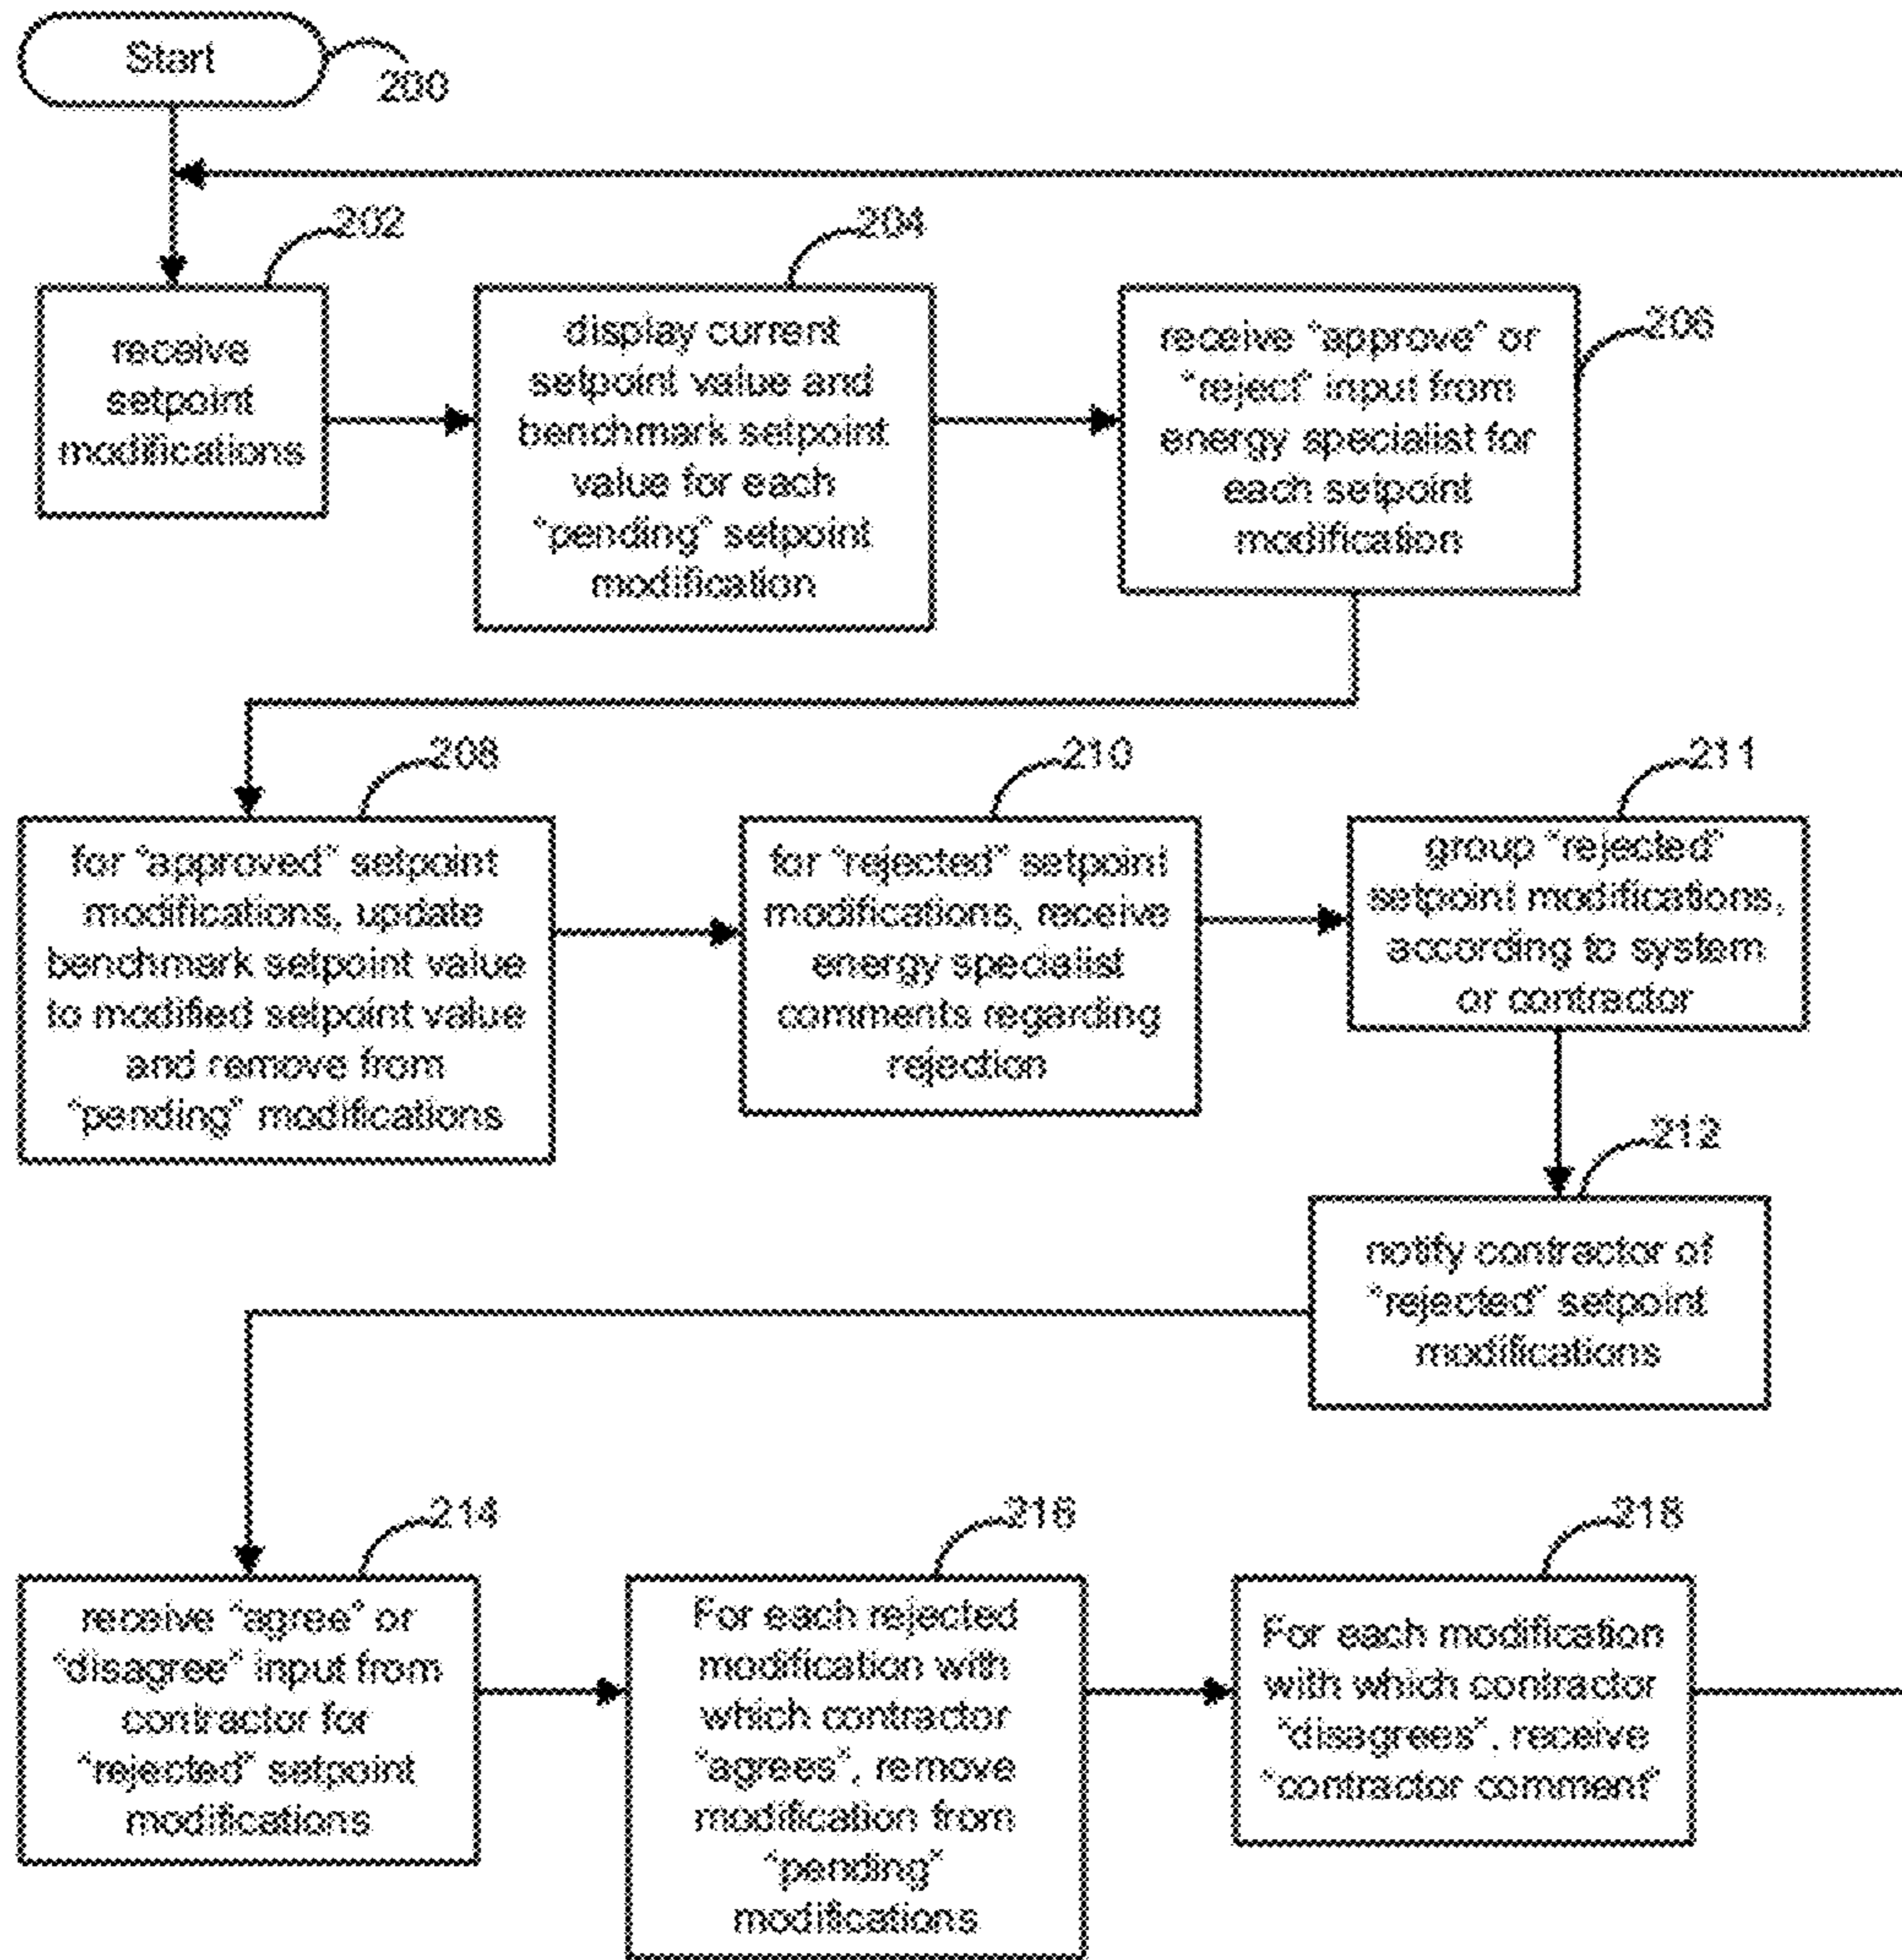 Start
200
202
receive
setpoint
modifications
204
display current
setpoint value and
benchmark setpoint
value for each
“pending” setpoint
modification
206
receive “approve” or
“reject” input from
energy specialist for
each setpoint
modification
208
for “approved” setpoint
modifications, update
benchmark setpoint value
to modified setpoint value
and remove from
“pending” modifications
210
for “rejected” setpoint
modifications, receive
energy specialist
comments regarding
rejection
211
group “rejected”
setpoint modifications,
according to system
or contractor
212
notify contractor of
“rejected” setpoint
modifications
214
receive “agree” or
“disagree” input from
contractor for
“rejected” setpoint
modifications
216
For each rejected
modification with
which contractor
“agrees”, remove
modification from
“pending”
modifications
218
For each modification
with which contractor
“disagrees”, receive
“contractor comment”